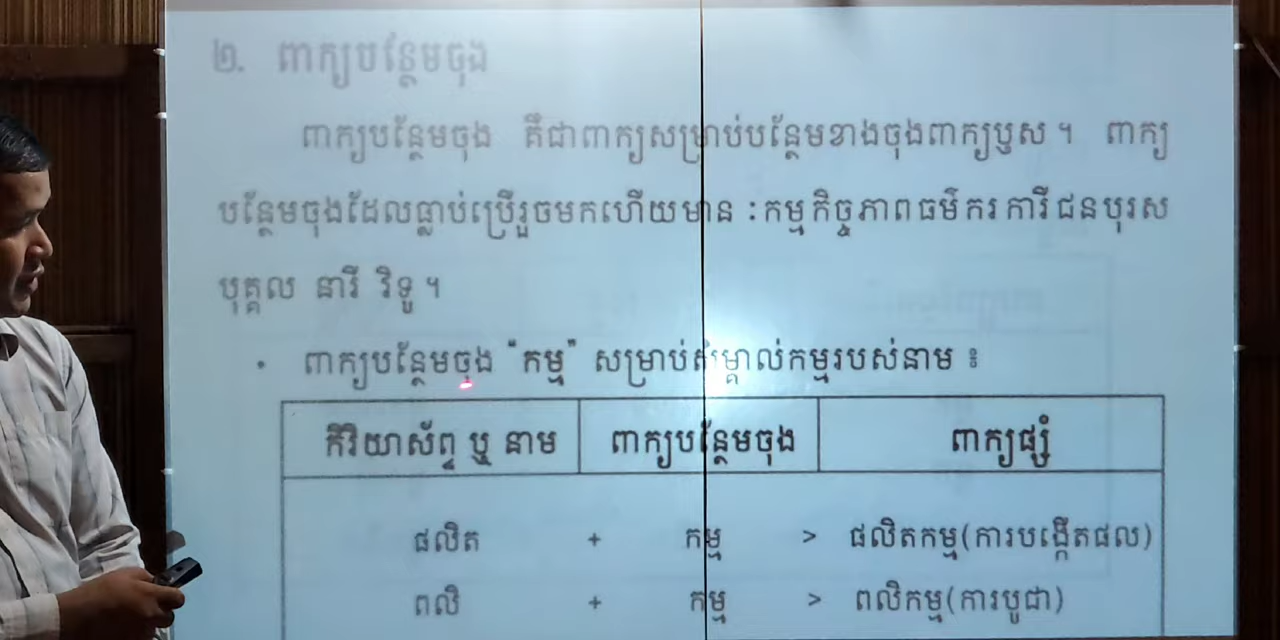 ២. ពាក្យបន្ថែមចុង
ពាក្យបន្ថែមចុង គឺជាពាក្យសម្រាប់បន្ថែមខាងចុងពាក្យឫស ។ ពាក្យ
បន្ថែមចុងដែលធ្លាប់ប្រើរួចមកហើយមាន ៈ កម្ម កិច្ច ភាព ធម៌ ករ ការី ជន បុរស
បុគ្គល នារី វិទូ ។
• ពាក្យបន្ថែមចុង "កម្ម" សម្រាប់សម្គាល់កម្មរបស់នាម ៖
កិរិយាស័ព្ទ ឬ នាម ពាក្យបន្ថែមចុង ពាក្យផ្សំ
ផលិត + កម្ម > ផលិតកម្ម(ការបង្កើតផល)
ពលិ + កម្ម > ពលិកម្ម(ការបូជា)